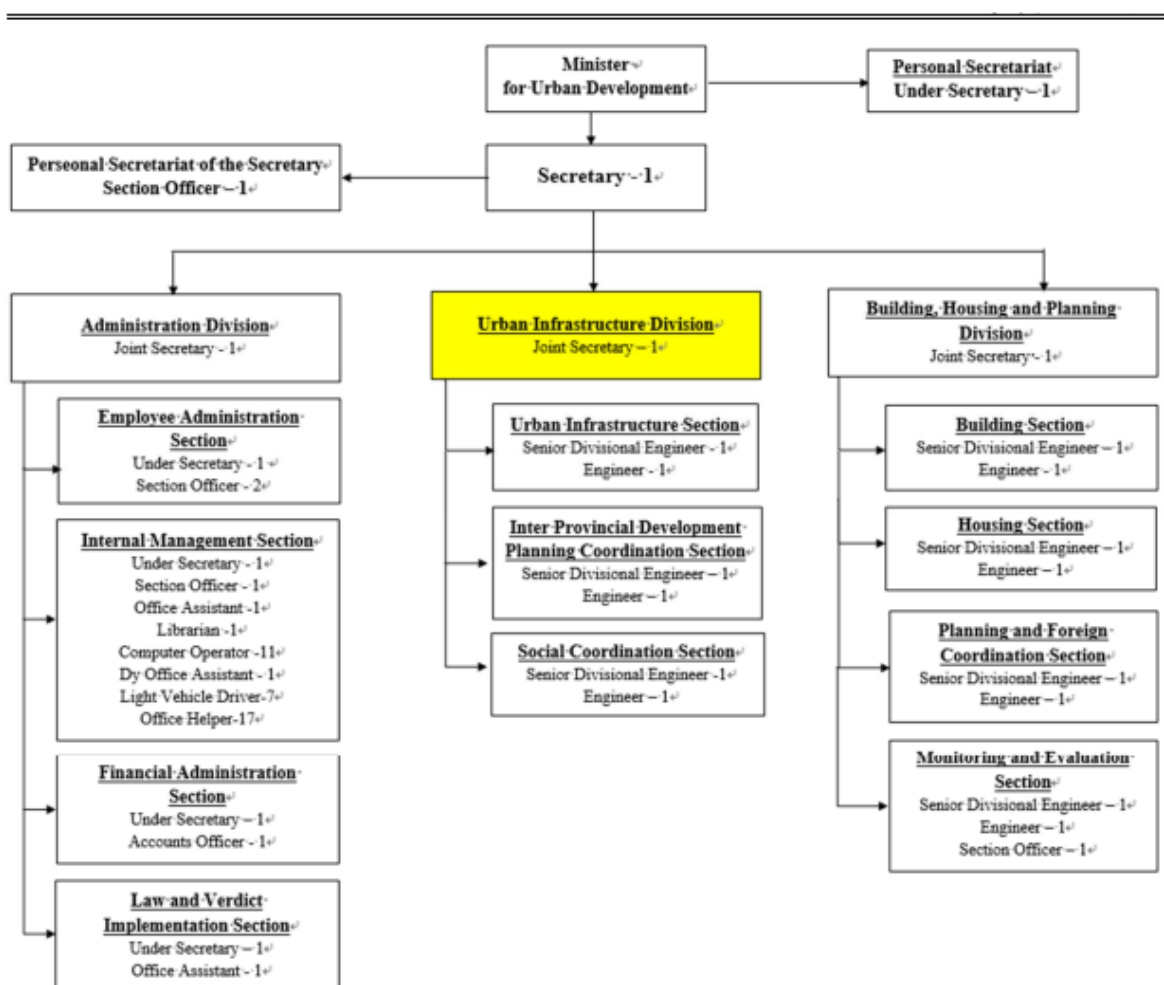 Minister
for Urban Development
Personal Secretariat
Under Secretary – 1
Perseonal Secretariat of the Secretary
Section Officer – 1
Secretary - 1
Administration Division
Joint Secretary - 1
Urban Infrastructure Division
Joint Secretary – 1
Building, Housing and Planning
Division
Joint Secretary - 1
Employee Administration
Section
Under Secretary - 1
Section Officer - 2
Internal Management Section
Under Secretary - 1
Section Officer - 1
Office Assistant -1
Librarian -1
Computer Operator -11
Dy Office Assistant - 1
Light Vehicle Driver-7
Office Helper-17
Financial Administration
Section
Under Secretary – 1
Accounts Officer - 1
Law and Verdict
Implementation Section
Under Secretary – 1
Office Assistant - 1
Urban Infrastructure Section
Senior Divisional Engineer - 1
Engineer - 1
Inter Provincial Development
Planning Coordination Section
Senior Divisional Engineer – 1
Engineer – 1
Social Coordination Section
Senior Divisional Engineer -1
Engineer – 1
Building Section
Senior Divisional Engineer – 1
Engineer - 1
Housing Section
Senior Divisional Engineer – 1
Engineer – 1
Planning and Foreign
Coordination Section
Senior Divisional Engineer – 1
Engineer – 1
Monitoring and Evaluation
Section
Senior Divisional Engineer – 1
Engineer – 1
Section Officer – 1